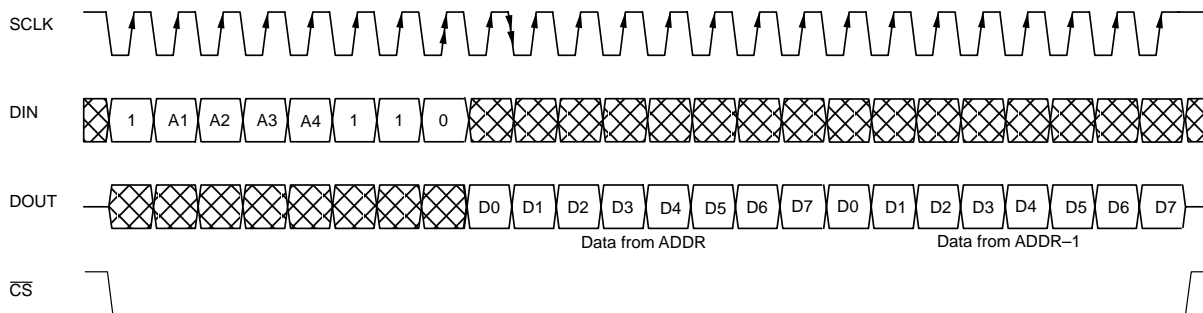 SCLK
DIN 1 A1 A2 A3 A4 1 1 0
DOUT D0 D1 D2 D3 D4 D5 D6 D7 D0 D1 D2 D3 D4 D5 D6 D7
Data from ADDR Data from ADDR–1
CS